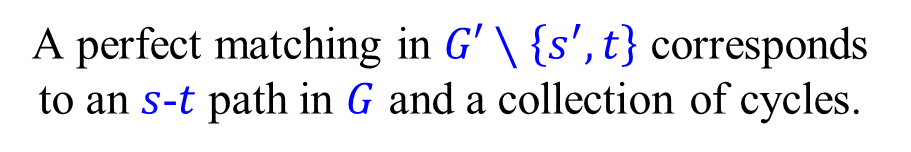 A perfect matching in G′ \ {s′, t} corresponds
to an s-t path in G and a collection of cycles.